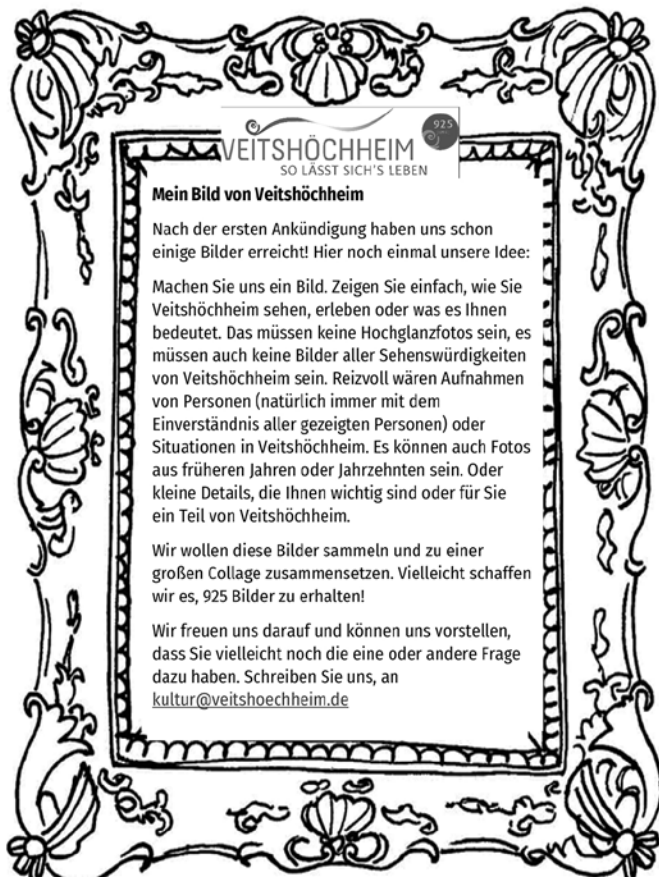 925
VEITSHÖCHHEIM
SO LÄSST SICH'S LEBEN
Mein Bild von Veitshöchheim
Nach der ersten Ankündigung haben uns schon
einige Bilder erreicht! Hier noch einmal unsere Idee:
Machen Sie uns ein Bild. Zeigen Sie einfach, wie Sie
Veitshöchheim sehen, erleben oder was es Ihnen
bedeutet. Das müssen keine Hochglanzfotos sein, es
müssen auch keine Bilder aller Sehenswürdigkeiten
von Veitshöchheim sein. Reizvoll wären Aufnahmen
von Personen (natürlich immer mit dem
Einverständnis aller gezeigten Personen) oder
Situationen in Veitshöchheim. Es können auch Fotos
aus früheren Jahren oder Jahrzehnten sein. Oder
kleine Details, die Ihnen wichtig sind oder für Sie
ein Teil von Veitshöchheim.
Wir wollen diese Bilder sammeln und zu einer
großen Collage zusammensetzen. Vielleicht schaffen
wir es, 925 Bilder zu erhalten!
Wir freuen uns darauf und können uns vorstellen,
dass Sie vielleicht noch die eine oder andere Frage
dazu haben. Schreiben Sie uns, an
kultur@veitshoechheim.de